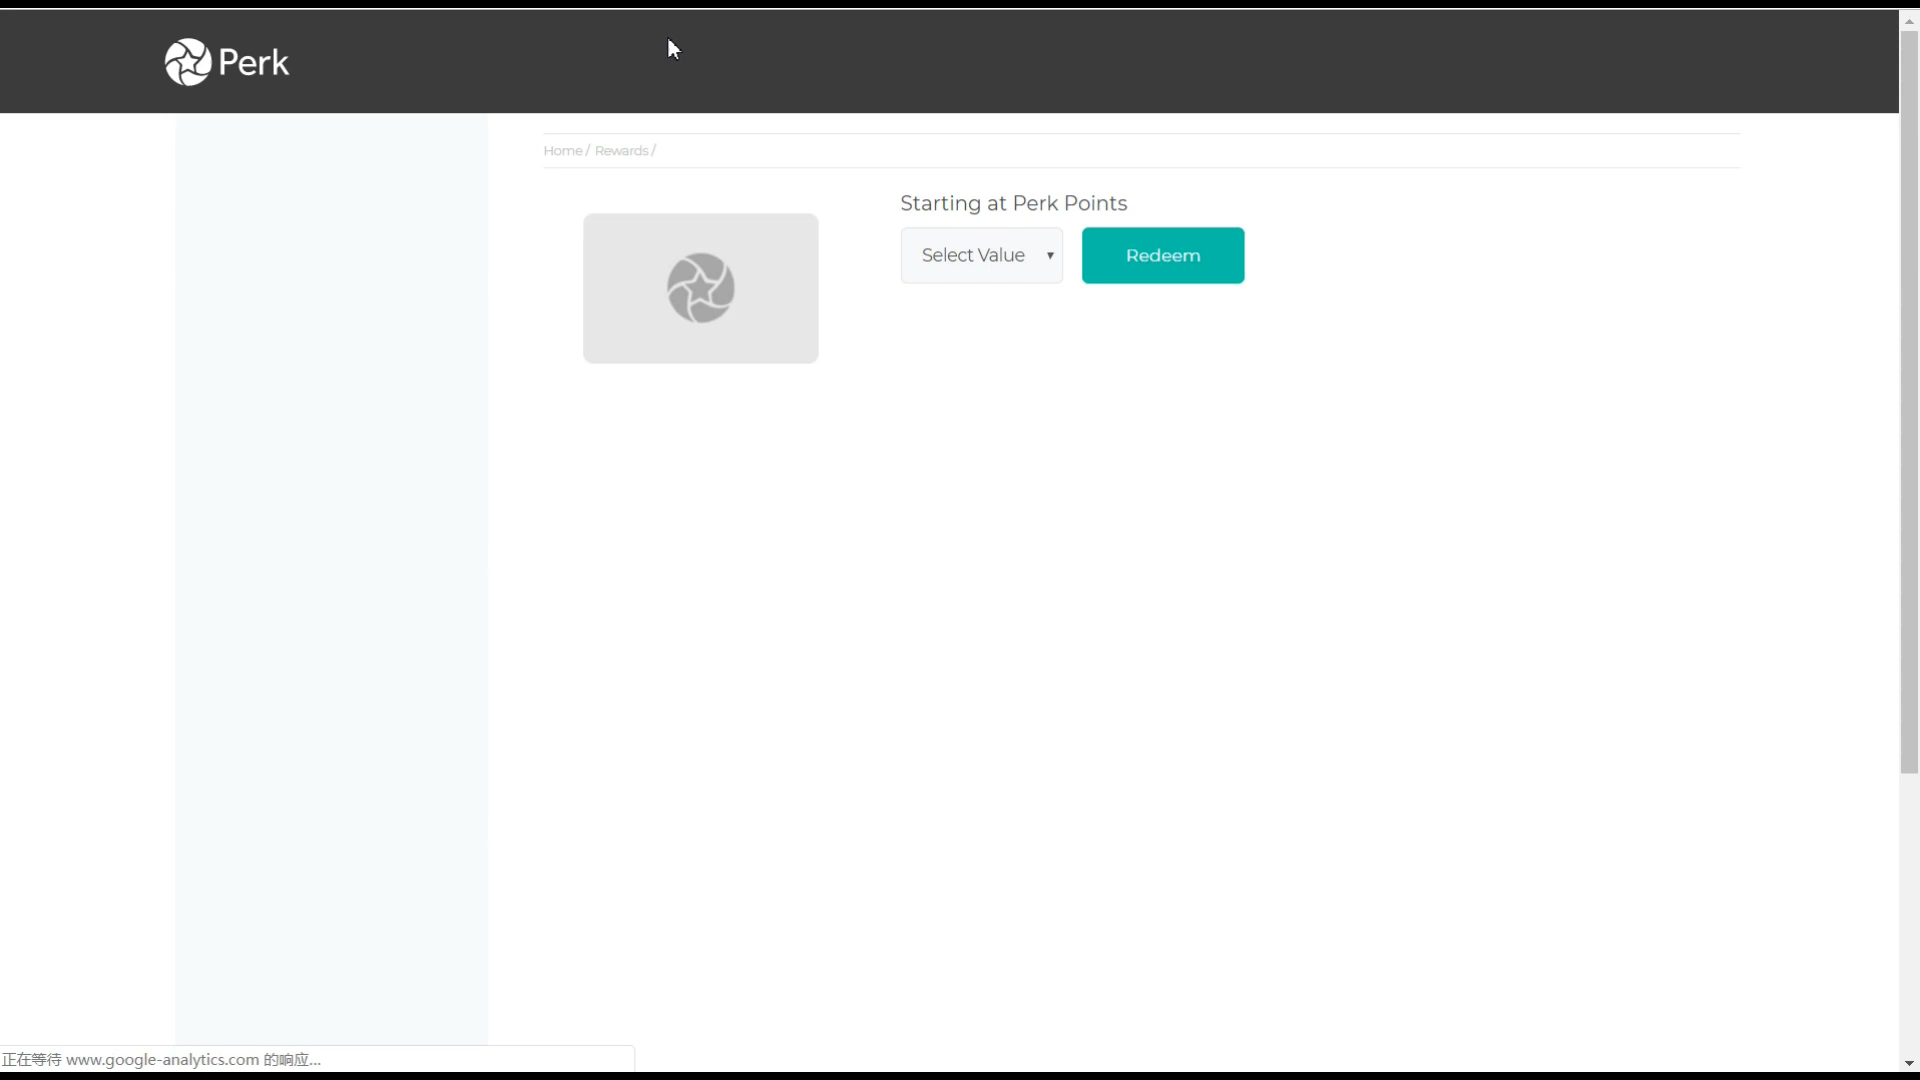 Perk
Home / Rewards /
Starting at Perk Points
Select Value
Redeem
正在等待 www.google-analytics.com 的响应...